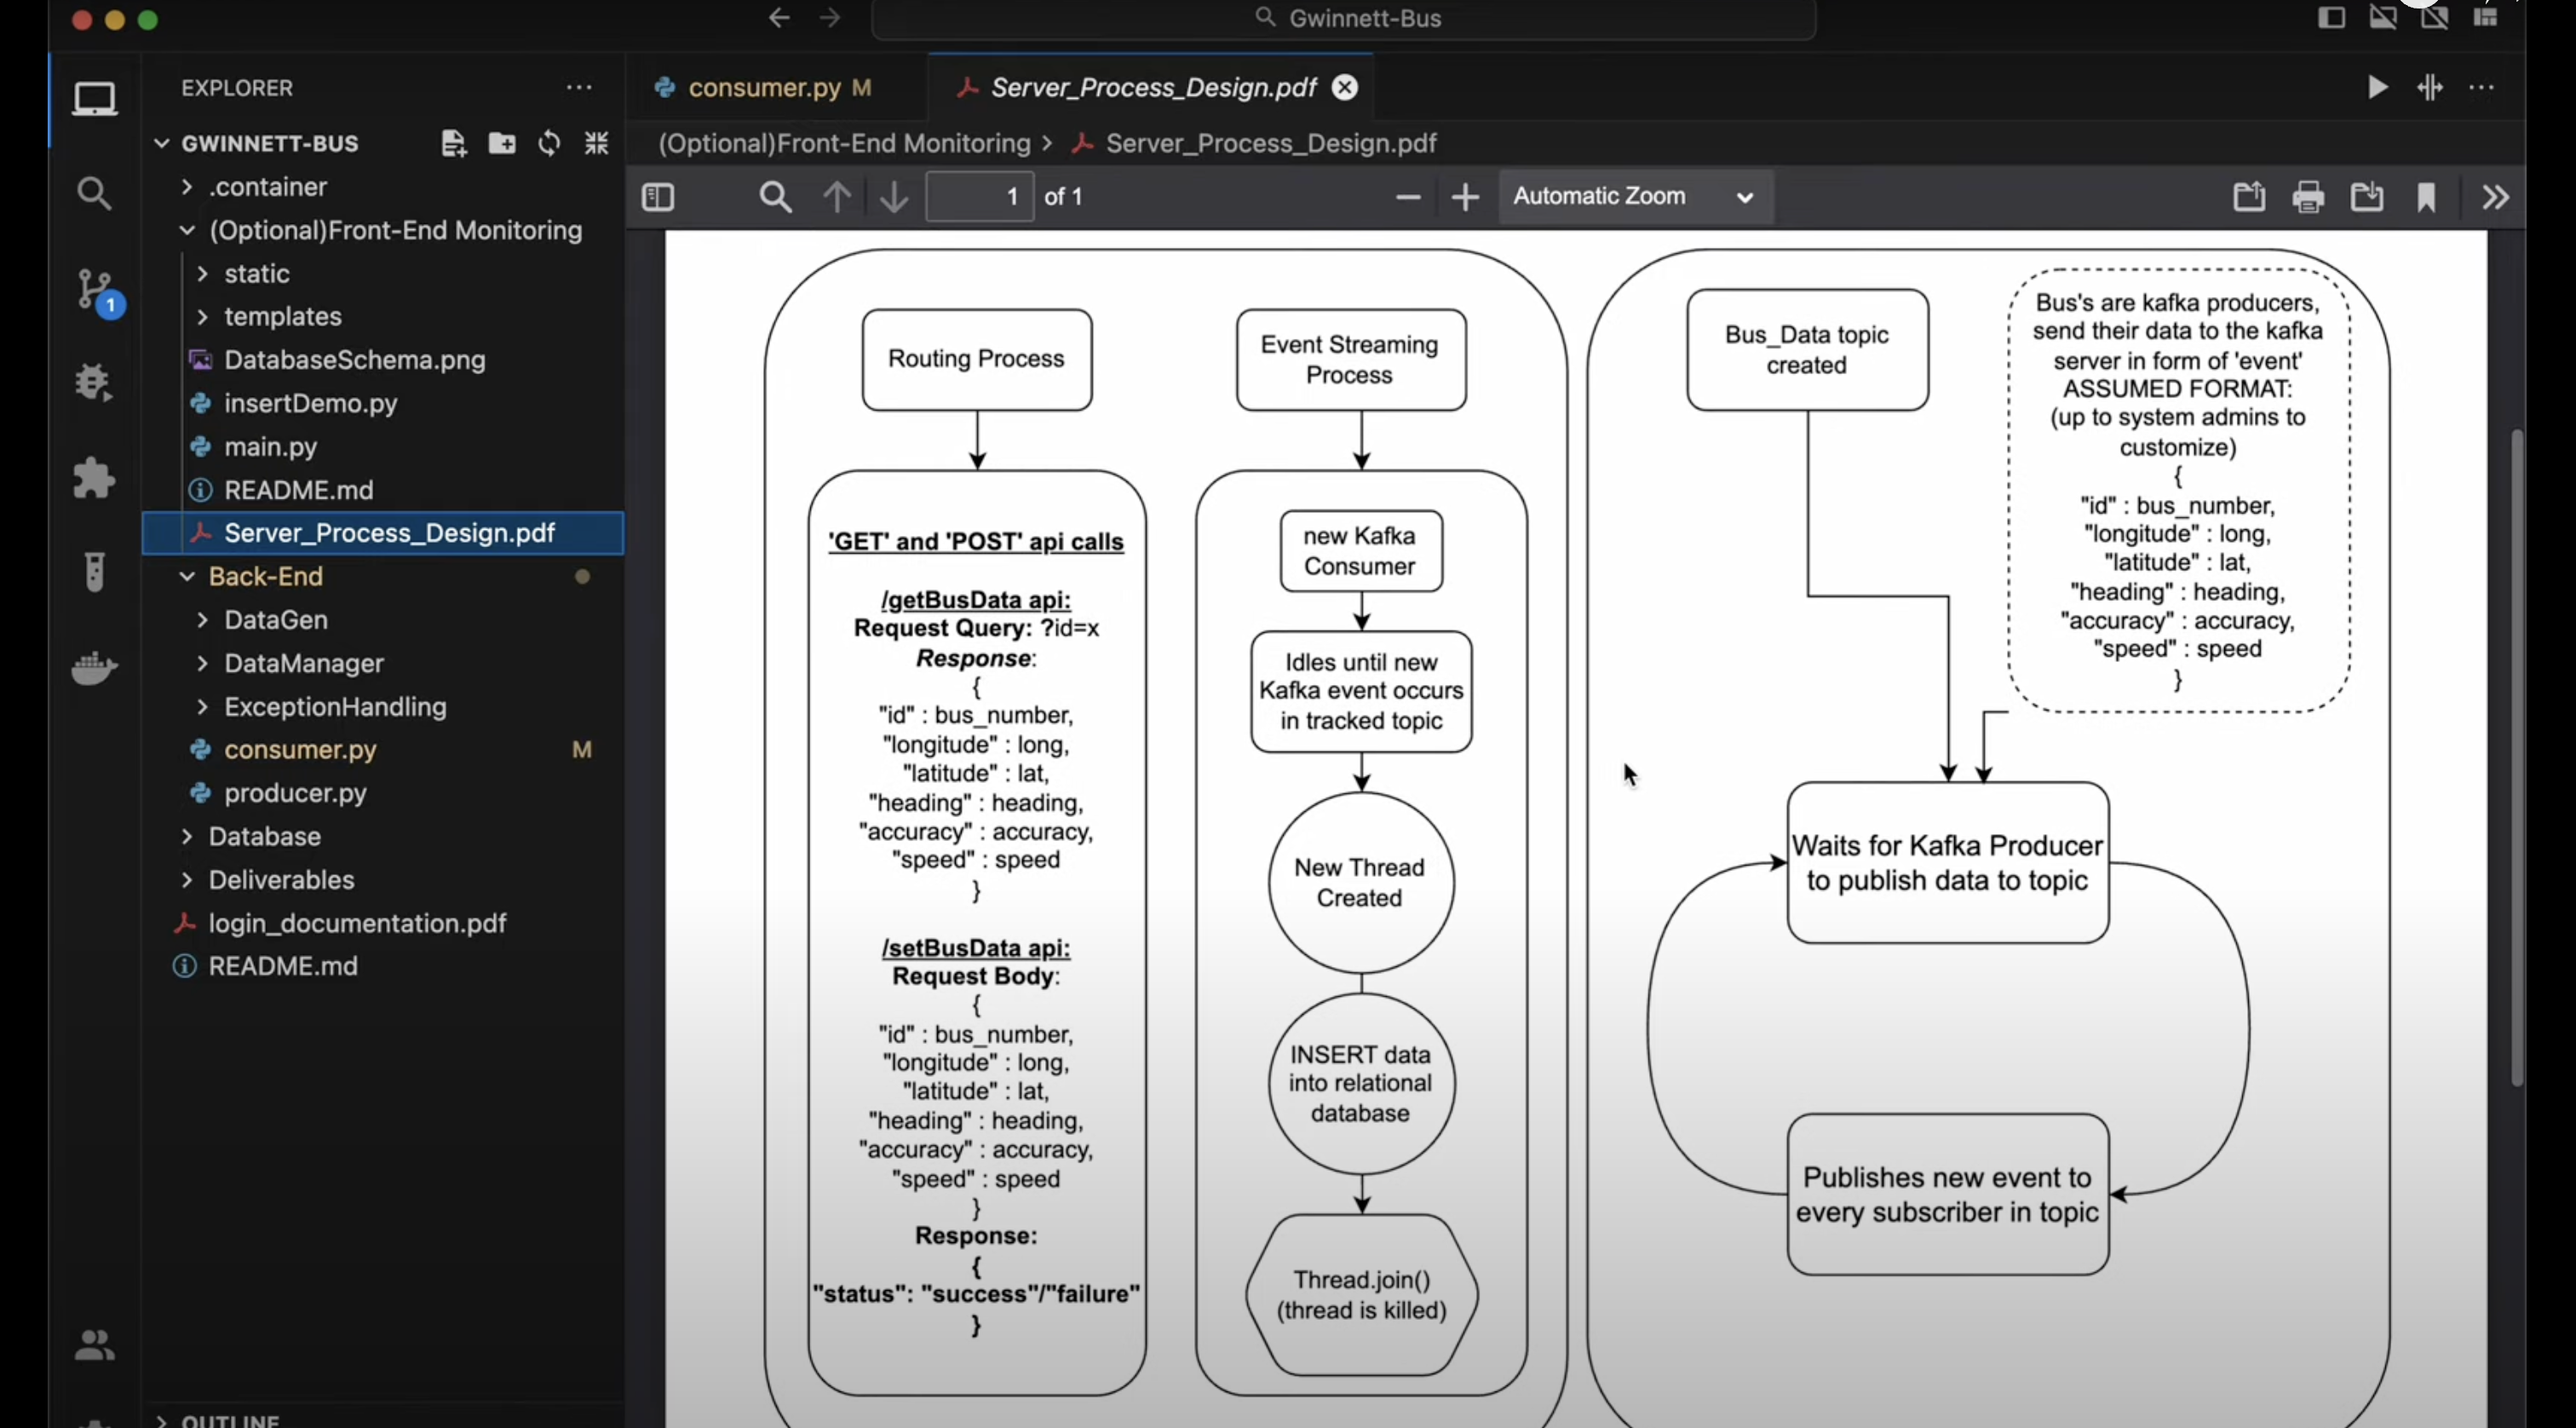 Gwinnett-Bus
EXPLORER
GWINNETT-BUS
.container
(Optional)Front-End Monitoring
static
templates
DatabaseSchema.png
insertDemo.py
main.py
README.md
Server_Process_Design.pdf
Back-End
DataGen
DataManager
ExceptionHandling
consumer.py M
producer.py
Database
Deliverables
login_documentation.pdf
README.md
OUTLINE
1
consumer.py M
Server_Process_Design.pdf
(Optional)Front-End Monitoring > Server_Process_Design.pdf
1 of 1
Automatic Zoom
Routing Process
'GET' and 'POST' api calls
/getBusData api:
Request Query: ?id=x
Response:
{
"id" : bus_number,
"longitude" : long,
"latitude" : lat,
"heading" : heading,
"accuracy" : accuracy,
"speed" : speed
}
/setBusData api:
Request Body:
{
"id" : bus_number,
"longitude" : long,
"latitude" : lat,
"heading" : heading,
"accuracy" : accuracy,
"speed" : speed
}
Response:
{
"status": "success"/"failure"
}
Event Streaming
Process
new Kafka
Consumer
Idles until new
Kafka event occurs
in tracked topic
New Thread
Created
INSERT data
into relational
database
Thread.join()
(thread is killed)
Bus_Data topic
created
Bus's are kafka producers,
send their data to the kafka
server in form of 'event'
ASSUMED FORMAT:
(up to system admins to
customize)
{
"id" : bus_number,
"longitude" : long,
"latitude" : lat,
"heading" : heading,
"accuracy" : accuracy,
"speed" : speed
}
Waits for Kafka Producer
to publish data to topic
Publishes new event to
every subscriber in topic